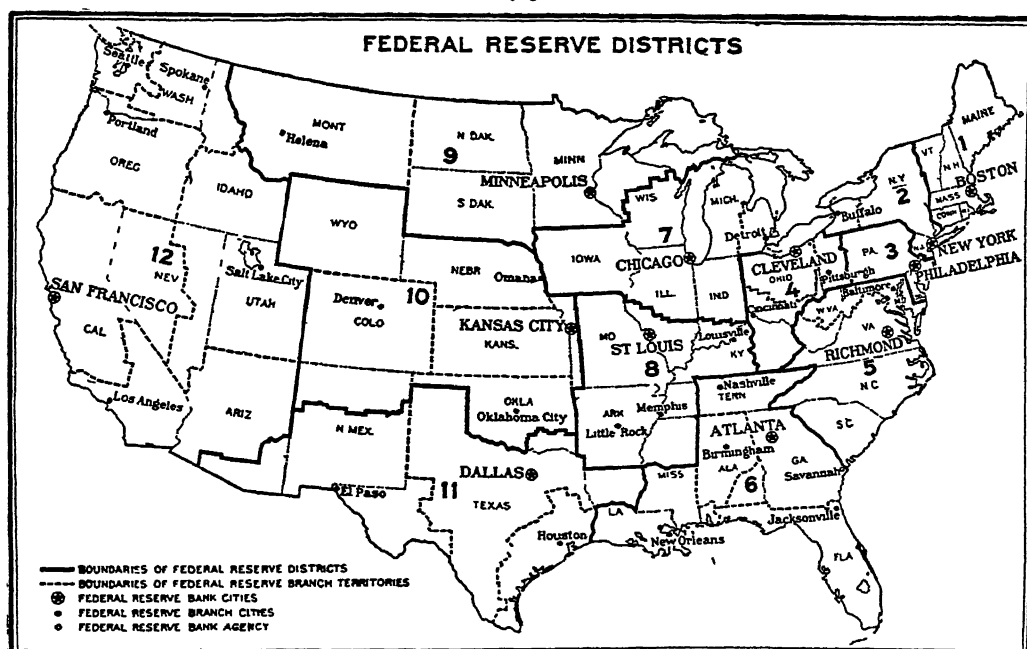 FEDERAL RESERVE DISTRICTS
Seattle
Spokane
WASH
Portland
OREG
IDAHO
MONT
Helena
N DAK.
9
S DAK.
MINN
MINNEAPOLIS
WIS
MICH.
Detroit
7
WYO
NEBR
Omaha
IOWA
CHICAGO
ILL.
IND
OHIO
4
CLEVELAND
Cincinnati
Pittsburgh
PA.
3
N.Y
2
Buffalo
VT
N H
MAINE
1
BOSTON
MASS
CONN
R
N.J.
NEW YORK
PHILADELPHIA
Baltimore
W VA
VA
RICHMOND
5
N C
S C
12
NEV
SAN FRANCISCO
CAL
Los Angeles
Salt Lake City
UTAH
ARIZ
Denver
COLO
10
KANSAS CITY
KANS.
MO
ST LOUIS
8
Louisville
KY
Nashville
TERN
Memphis
ARK
Little Rock
OKLA
Oklahoma City
N MEX.
El Paso
11
DALLAS
TEXAS
Houston
LA
New Orleans
MISS
ATLANTA
Birmingham
ALA
6
GA
Savannah
Jacksonville
FLA
BOUNDARIES OF FEDERAL RESERVE DISTRICTS
BOUNDARIES OF FEDERAL RESERVE BRANCH TERRITORIES
FEDERAL RESERVE BANK CITIES
FEDERAL RESERVE BRANCH CITIES
FEDERAL RESERVE BANK AGENCY